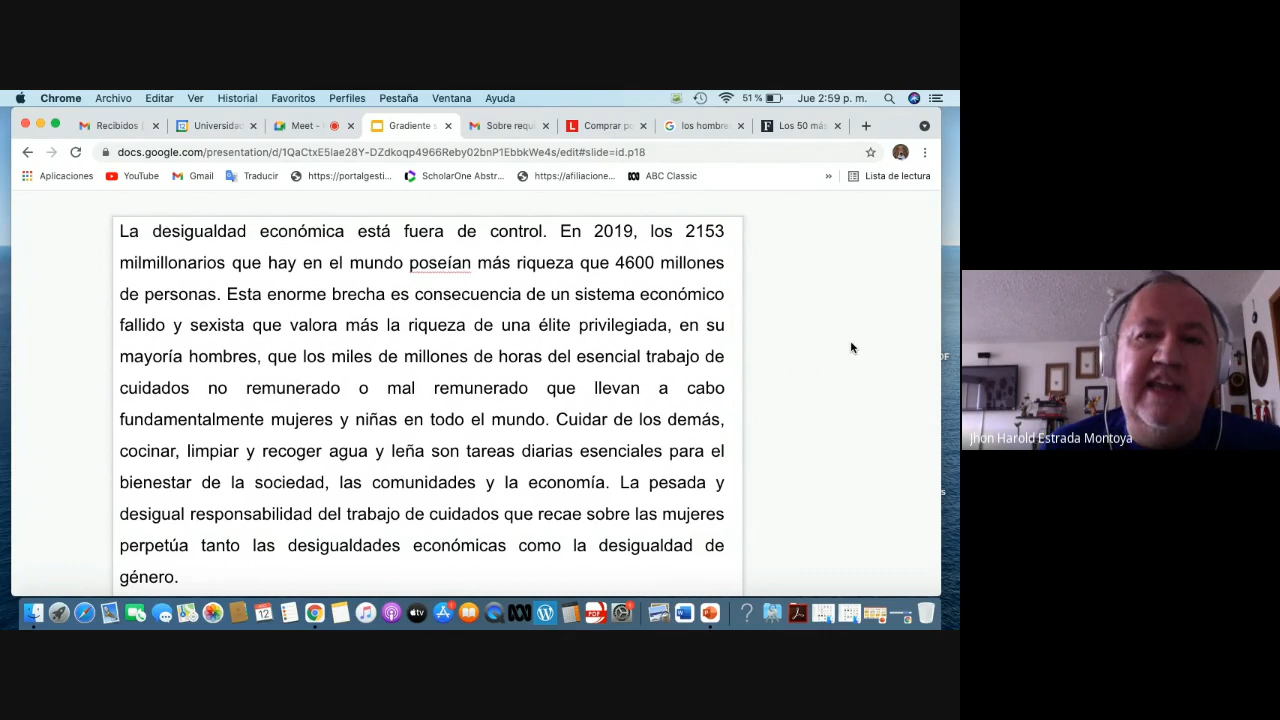 Chrome Archivo Editar Ver Historial Favoritos Perfiles Pestaña Ventana Ayuda 51% Jue 2:59 p. m.
Recibidos ( Universidad Meet - Gradiente s Sobre requi Comprar po los hombre Los 50 más
docs.google.com/presentation/d/1QaCtxE5lae28Y-DZdkoqp4966Reby02bnP1EbbkWe4s/edit#slide=id.p18
Aplicaciones YouTube Gmail Traducir https://portalgesti... ScholarOne Abstr... https://afiliacione... ABC Classic » Lista de lectura
La desigualdad económica está fuera de control. En 2019, los 2153
milmillonarios que hay en el mundo poseían más riqueza que 4600 millones
de personas. Esta enorme brecha es consecuencia de un sistema económico
fallido y sexista que valora más la riqueza de una élite privilegiada, en su
mayoría hombres, que los miles de millones de horas del esencial trabajo de
cuidados no remunerado o mal remunerado que llevan a cabo
fundamentalmente mujeres y niñas en todo el mundo. Cuidar de los demás,
cocinar, limpiar y recoger agua y leña son tareas diarias esenciales para el
bienestar de la sociedad, las comunidades y la economía. La pesada y
desigual responsabilidad del trabajo de cuidados que recae sobre las mujeres
perpetúa tanto las desigualdades económicas como la desigualdad de
género.
Jhon Harold Estrada Montoya